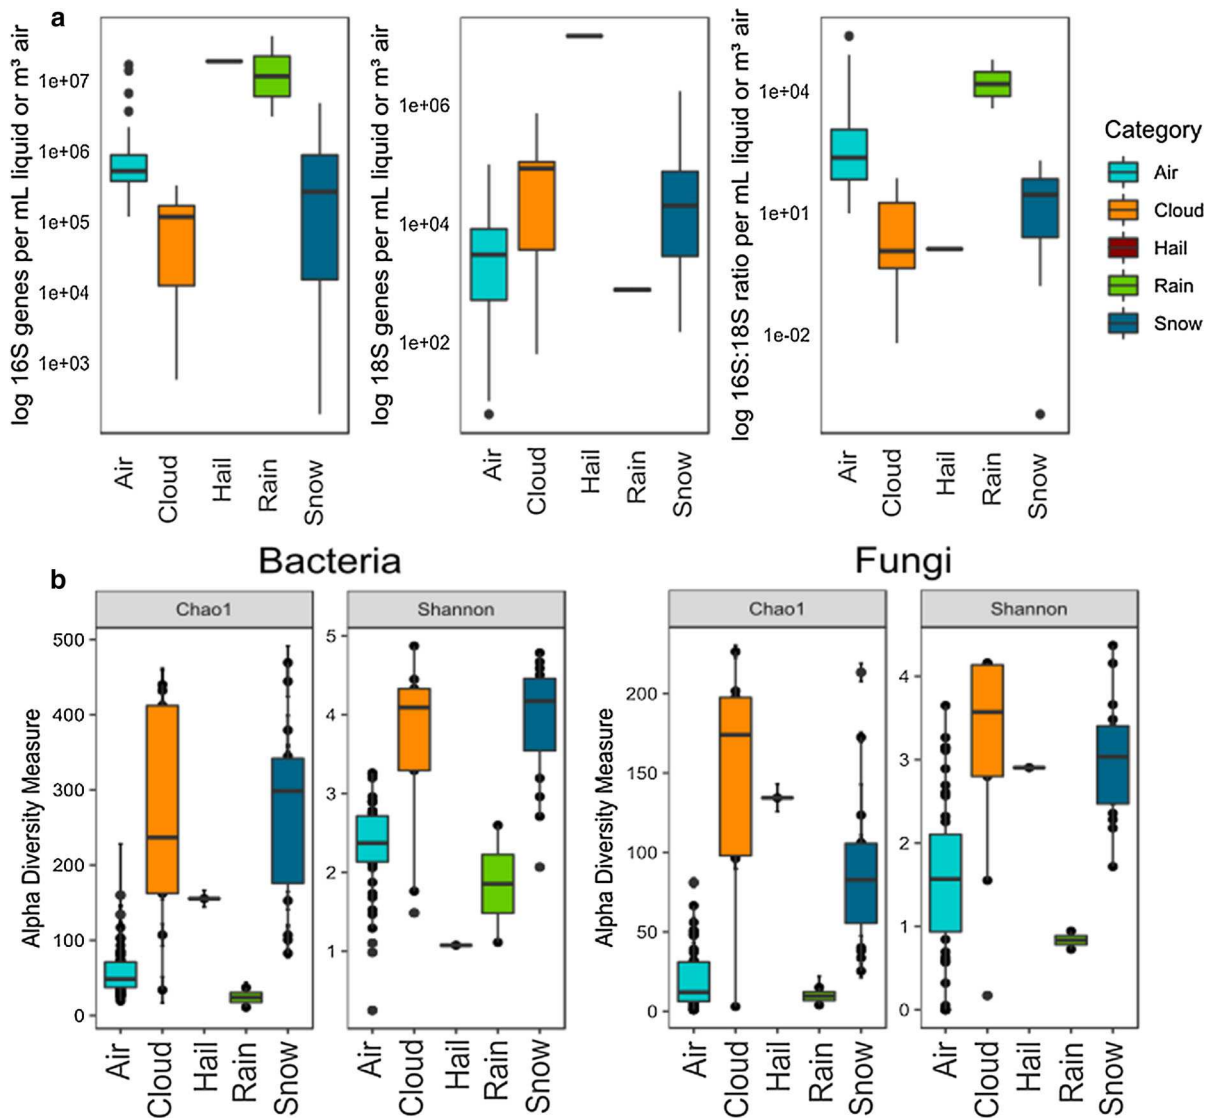 a
log 16S genes per mL liquid or m³ air
1e+07
1e+06
1e+05
1e+04
1e+03
Air
Cloud
Hail
Rain
Snow
log 18S genes per mL liquid or m³ air
1e+06
1e+04
1e+02
Air
Cloud
Hail
Rain
Snow
log 16S:18S ratio per mL liquid or m³ air
1e+04
1e+01
1e-02
Air
Cloud
Hail
Rain
Snow
Category
Air
Cloud
Hail
Rain
Snow
b
Bacteria
Chao1
Alpha Diversity Measure
500
400
300
200
100
0
Air
Cloud
Hail
Rain
Snow
Shannon
5
4
3
2
1
Air
Cloud
Hail
Rain
Snow
Fungi
Chao1
Alpha Diversity Measure
200
150
100
50
0
Air
Cloud
Hail
Rain
Snow
Shannon
4
3
2
1
0
Air
Cloud
Hail
Rain
Snow